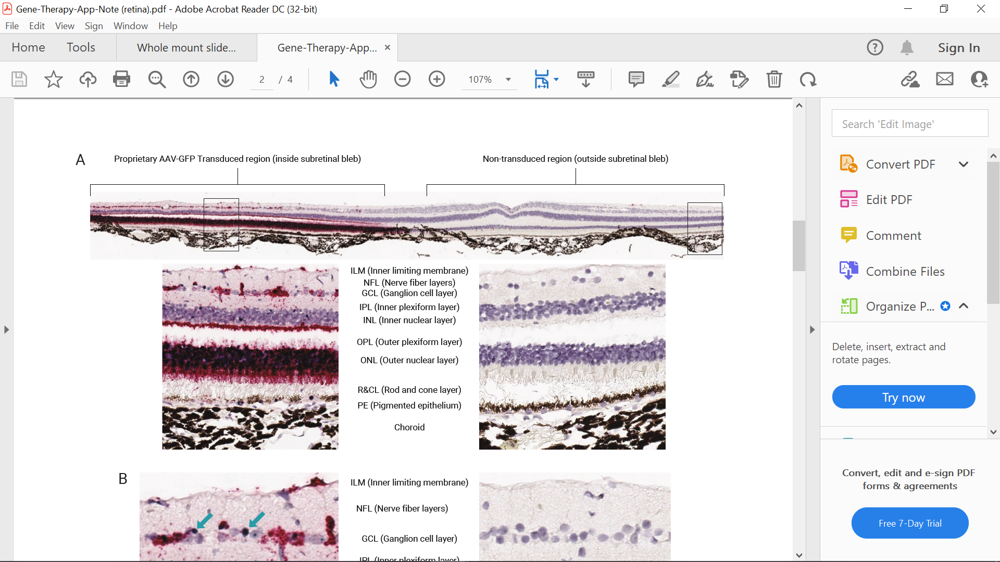 Gene-Therapy-App-Note (retina).pdf - Adobe Acrobat Reader DC (32-bit)
File Edit View Sign Window Help
Home Tools Whole mount slide... Gene-Therapy-App... × Sign In
2 / 4 107%
Search 'Edit Image'
Convert PDF
Edit PDF
Comment
Combine Files
Organize P...
Delete, insert, extract and
rotate pages.
Try now
Convert, edit and e-sign PDF
forms & agreements
Free 7-Day Trial
A
Proprietary AAV-GFP Transduced region (inside subretinal bleb)
Non-transduced region (outside subretinal bleb)
ILM (Inner limiting membrane)
NFL (Nerve fiber layers)
GCL (Ganglion cell layer)
IPL (Inner plexiform layer)
INL (Inner nuclear layer)
OPL (Outer plexiform layer)
ONL (Outer nuclear layer)
R&CL (Rod and cone layer)
PE (Pigmented epithelium)
Choroid
B
ILM (Inner limiting membrane)
NFL (Nerve fiber layers)
GCL (Ganglion cell layer)
IPL (Inner plexiform layer)